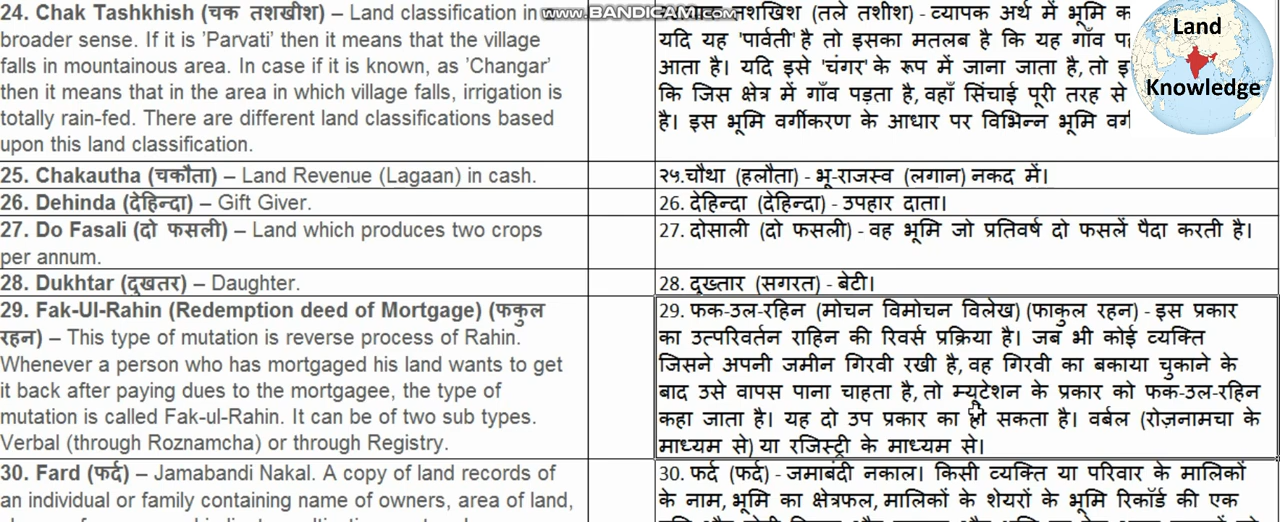 24. Chak Tashkhish (चक तशखीश) – Land classification in
broader sense. If it is 'Parvati' then it means that the village
falls in mountainous area. In case if it is known, as 'Changar'
then it means that in the area in which village falls, irrigation is
totally rain-fed. There are different land classifications based
upon this land classification.
25. Chakautha (चकौता) – Land Revenue (Lagaan) in cash.
26. Dehinda (देहिन्दा) – Gift Giver.
27. Do Fasali (दो फसली) – Land which produces two crops
per annum.
28. Dukhtar (दुखतर) – Daughter.
29. Fak-Ul-Rahin (Redemption deed of Mortgage) (फकुल
रहन) – This type of mutation is reverse process of Rahin.
Whenever a person who has mortgaged his land wants to get
it back after paying dues to the mortgagee, the type of
mutation is called Fak-ul-Rahin. It can be of two sub types.
Verbal (through Roznamcha) or through Registry.
30. Fard (फर्द) – Jamabandi Nakal. A copy of land records of
an individual or family containing name of owners, area of land,
www.BANDICAM.com
तशखिश (तले तशीश) - व्यापक अर्थ में भूमि
यदि यह 'पार्वती' है तो इसका मतलब है कि यह गाँव
आता है। यदि इसे 'चंगर' के रूप में जाना जाता है, तो
कि जिस क्षेत्र में गाँव पड़ता है, वहाँ सिंचाई पूरी तरह से
है। इस भूमि वर्गीकरण के आधार पर विभिन्न भूमि
२५.चौथा (हलौता) - भू-राजस्व (लगान) नकद में।
26. देहिन्दा (देहिन्दा) - उपहार दाता।
27. दोसाली (दो फसली) - वह भूमि जो प्रतिवर्ष दो फसलें पैदा करती है।
28. दुख्तार (सगरत) - बेटी।
29. फक-उल-रहिन (मोचन विमोचन विलेख) (फाकुल रहन) - इस प्रकार
का उत्परिवर्तन राहिन की रिवर्स प्रक्रिया है। जब भी कोई व्यक्ति
जिसने अपनी जमीन गिरवी रखी है, वह गिरवी का बकाया चुकाने के
बाद उसे वापस पाना चाहता है, तो म्यूटेशन के प्रकार को फक-उल-रहिन
कहा जाता है। यह दो उप प्रकार का हो सकता है। वर्बल (रोज़नामचा के
माध्यम से) या रजिस्ट्री के माध्यम से।
30. फर्द (फर्द) - जमाबंदी नकाल। किसी व्यक्ति या परिवार के मालिकों
के नाम, भूमि का क्षेत्रफल, मालिकों के शेयरों के भूमि रिकॉर्ड की एक
Land
Knowledge